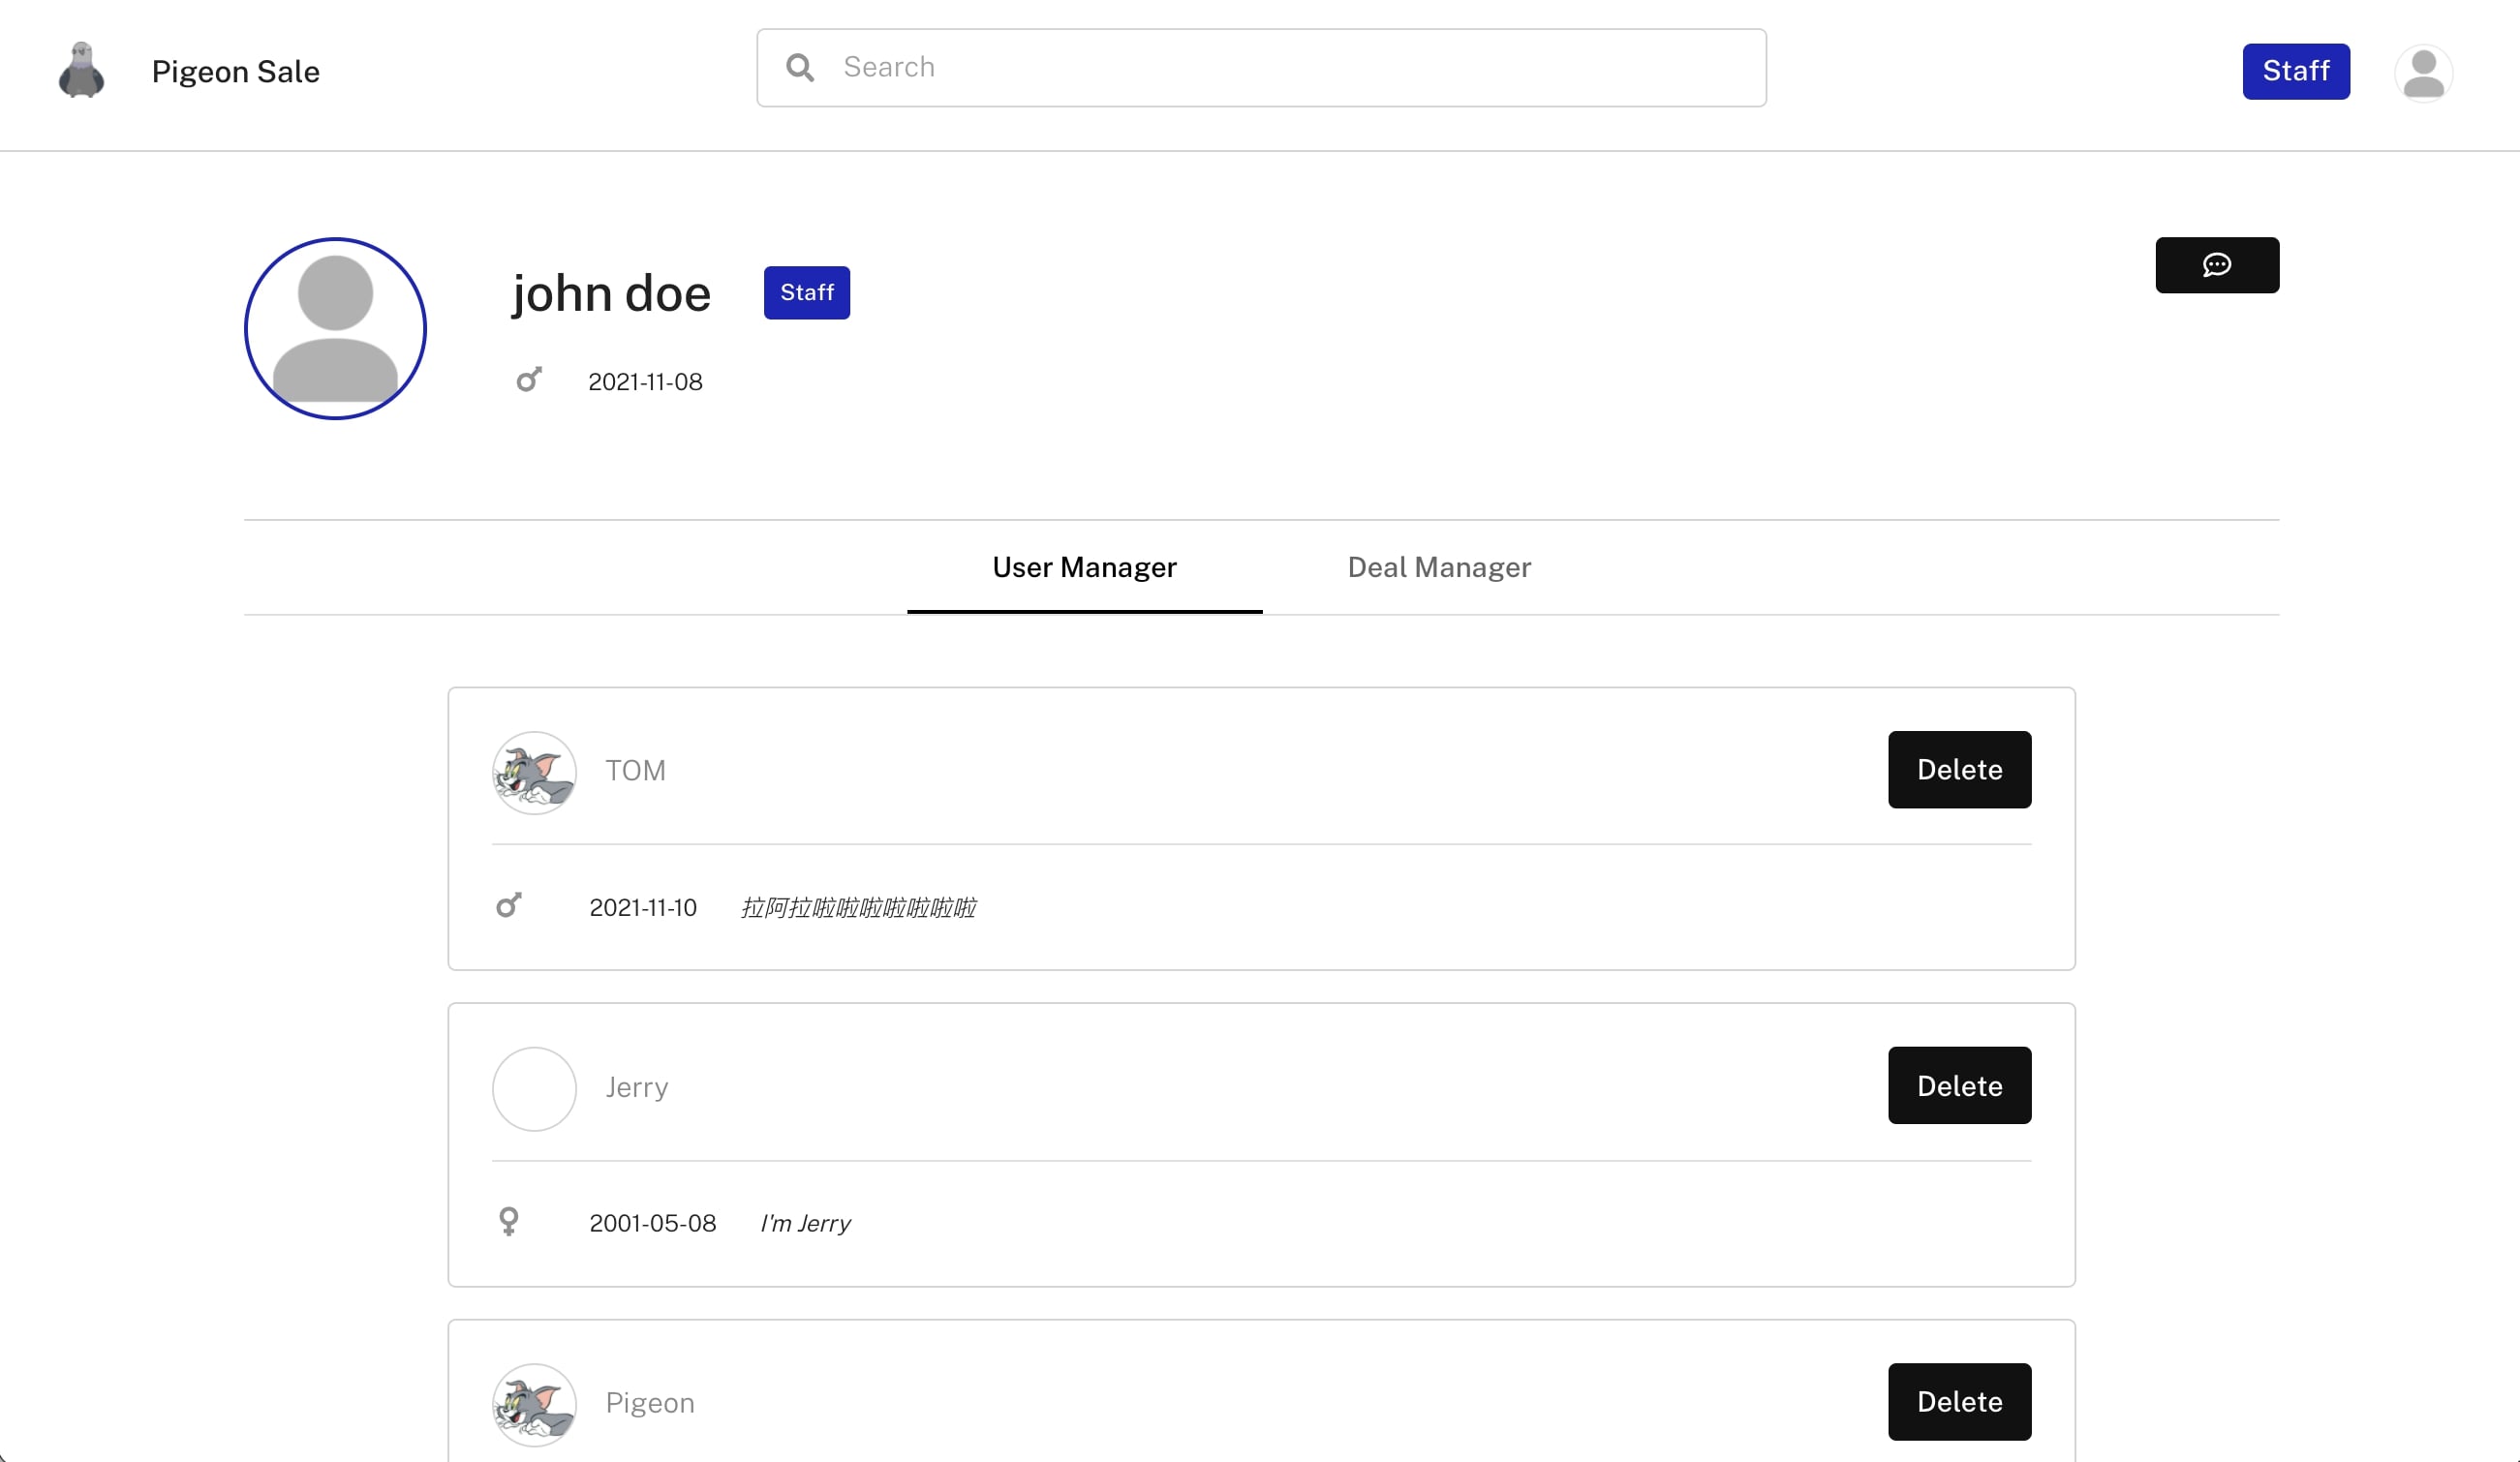 Pigeon Sale
Search
Staff
john doe
Staff
2021-11-08
User Manager
Deal Manager
TOM
Delete
2021-11-10
拉阿拉啦啦啦啦啦啦啦
Jerry
Delete
2001-05-08
I'm Jerry
Pigeon
Delete